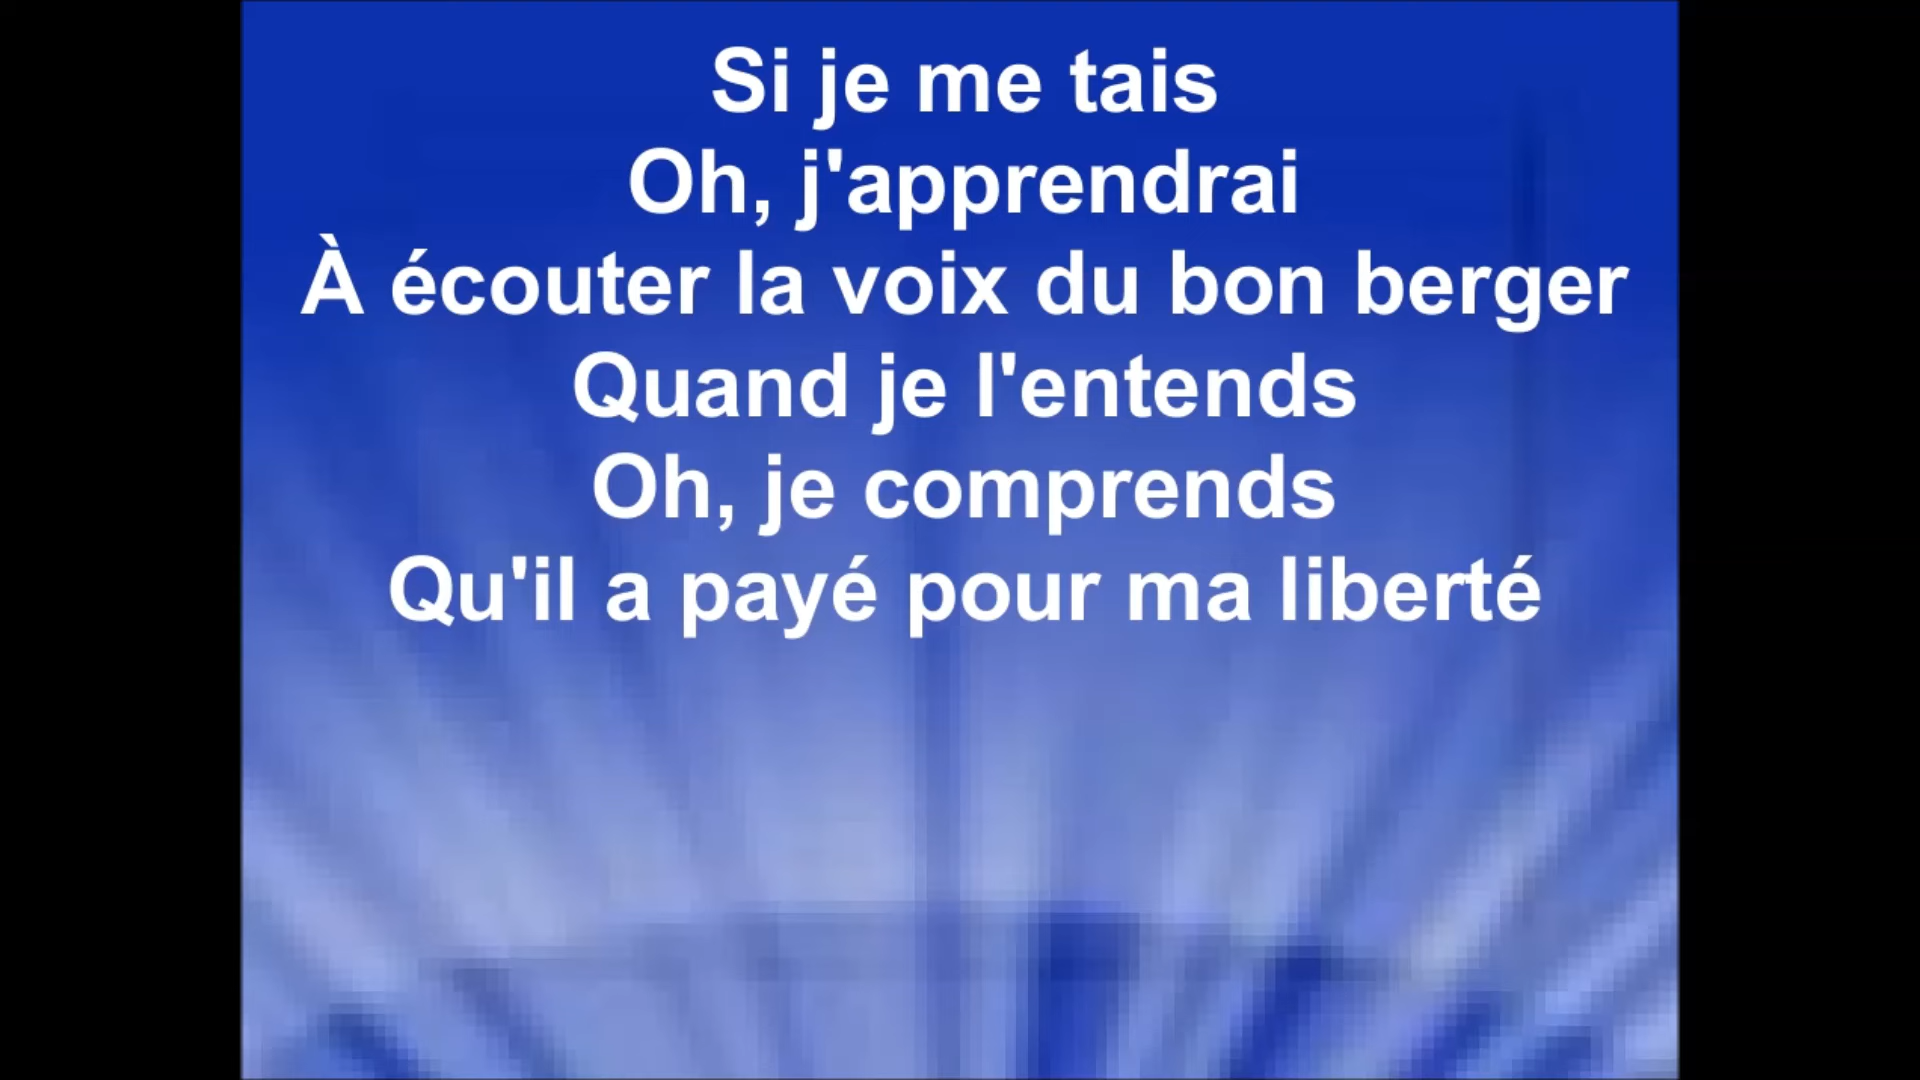 Si je me tais
Oh, j'apprendrai
À écouter la voix du bon berger
Quand je l'entends
Oh, je comprends
Qu'il a payé pour ma liberté